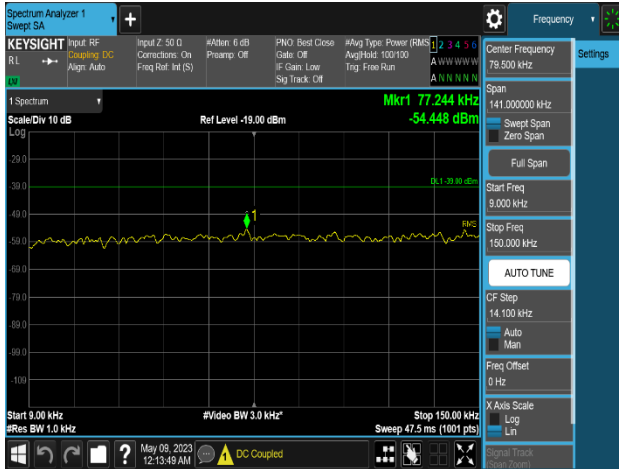 Spectrum Analyzer 1
Swept SA
+
Frequency
KEYSIGHT
R L
Input: RF
Coupling: DC
Align: Auto
Input Z: 50 Ω
Corrections: On
Freq Ref: Int (S)
#Atten: 6 dB
Preamp: Off
PNO: Best Close
Gate: Off
IF Gain: Low
Sig Track: Off
#Avg Type: Power (RMS
Avg|Hold: 100/100
Trig: Free Run
1 2 3 4 5 6
A W W W W W
A N N N N N
1 Spectrum
Scale/Div 10 dB
Ref Level -19.00 dBm
Mkr1 77.244 kHz
-54.448 dBm
Log
-29.0
-39.0
-49.0
-59.0
-69.0
-79.0
-89.0
-99.0
-109
DL1 -39.00 dBm
1
RMS
Start 9.00 kHz
#Res BW 1.0 kHz
#Video BW 3.0 kHz*
Stop 150.00 kHz
Sweep 47.5 ms (1001 pts)
?
May 09, 2023
12:13:49 AM
DC Coupled
Center Frequency
79.500 kHz
Settings
Span
141.000000 kHz
Swept Span
Zero Span
Full Span
Start Freq
9.000 kHz
Stop Freq
150.000 kHz
AUTO TUNE
CF Step
14.100 kHz
Auto
Man
Freq Offset
0 Hz
X Axis Scale
Log
Lin
Signal Track
(Span Zoom)